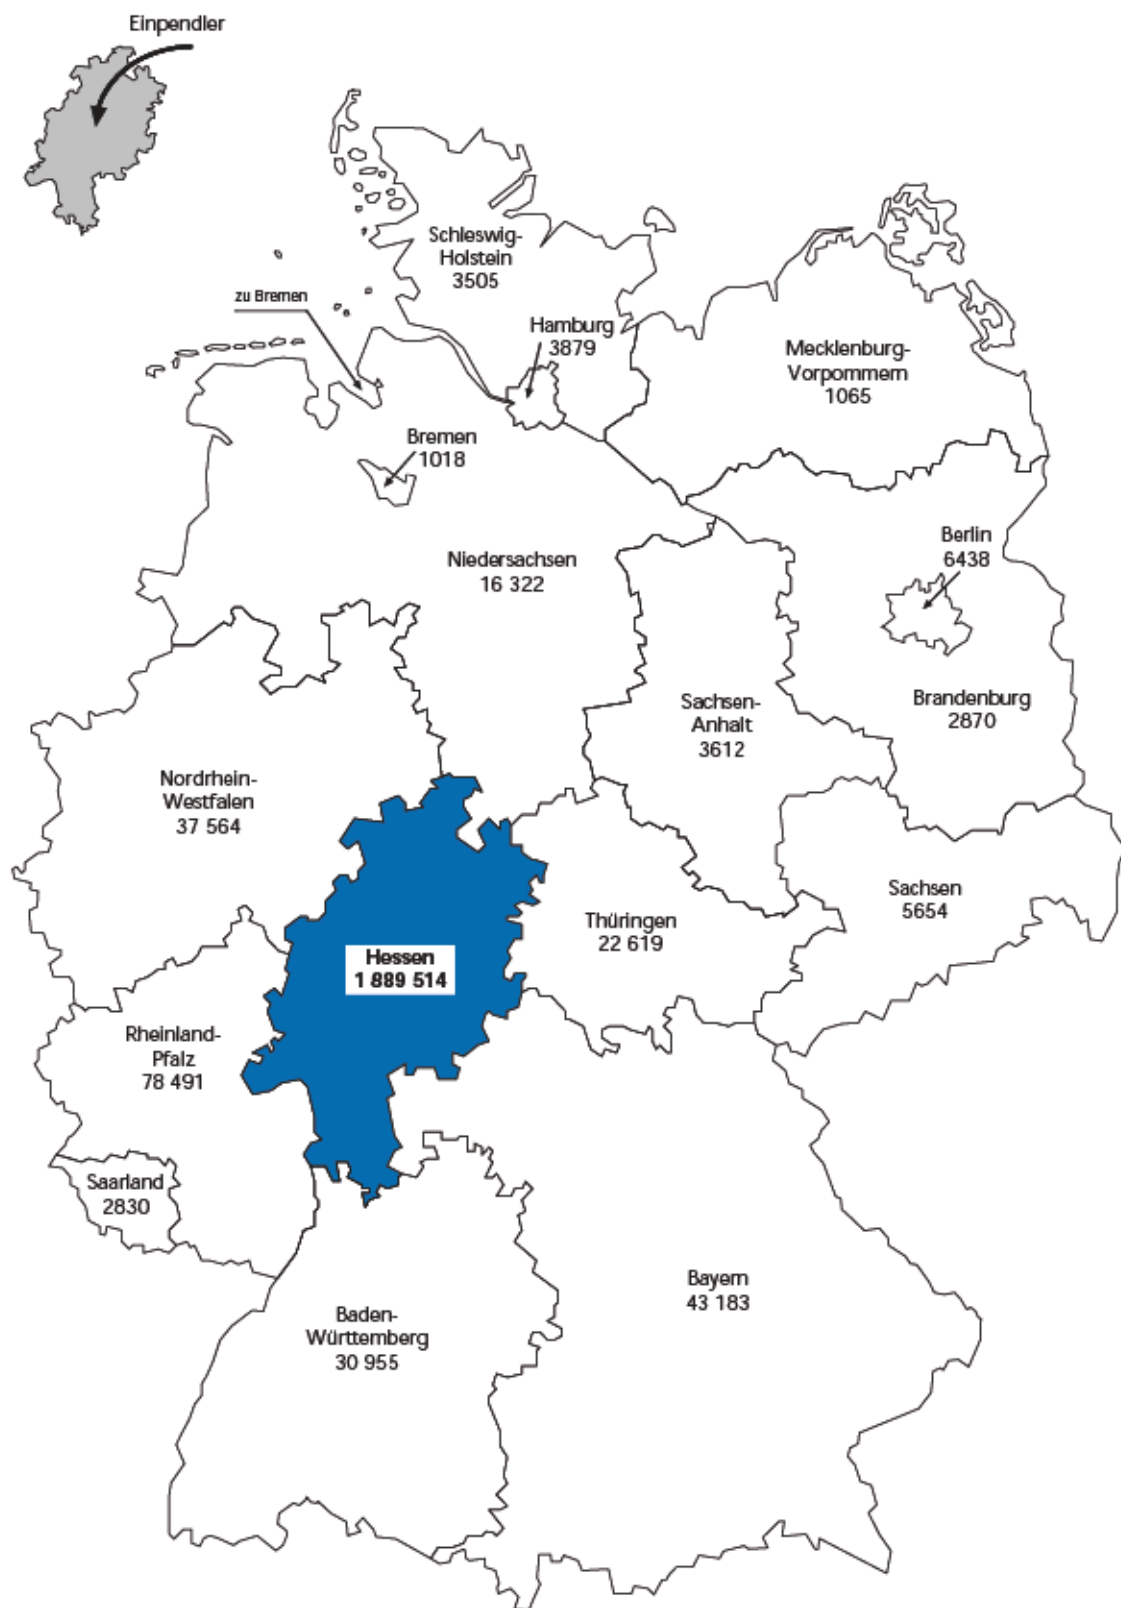 Einpendler
Schleswig-
Holstein
3505
zu Bremen
Hamburg
3879
Mecklenburg-
Vorpommern
1065
Bremen
1018
Niedersachsen
16 322
Berlin
6438
Brandenburg
2870
Sachsen-
Anhalt
3612
Nordrhein-
Westfalen
37 564
Sachsen
5654
Thüringen
22 619
Hessen
1 889 514
Rheinland-
Pfalz
78 491
Saarland
2830
Bayern
43 183
Baden-
Württemberg
30 955